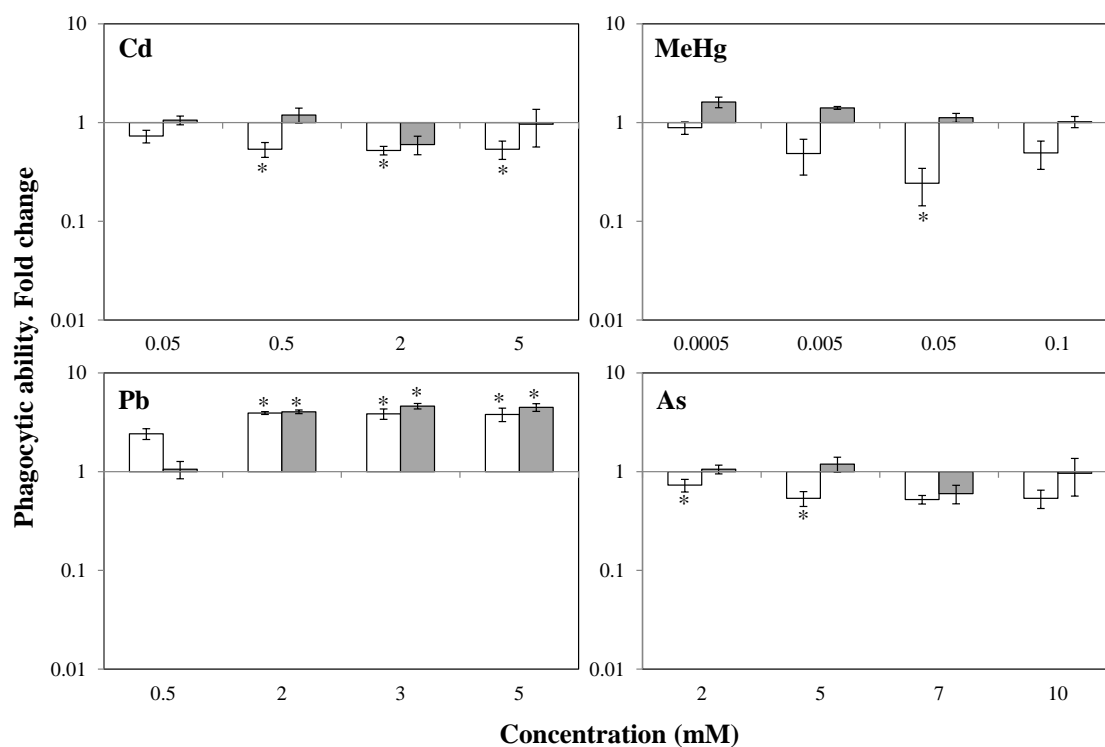 Phagocytic ability. Fold change
Cd
10
1
0.1
0.01
*
*
*
0.05 0.5 2 5
MeHg
10
1
0.1
0.01
*
0.0005 0.005 0.05 0.1
Pb
10
1
0.1
0.01
* * * * * *
0.5 2 3 5
As
10
1
0.1
0.01
*
*
2 5 7 10
Concentration (mM)